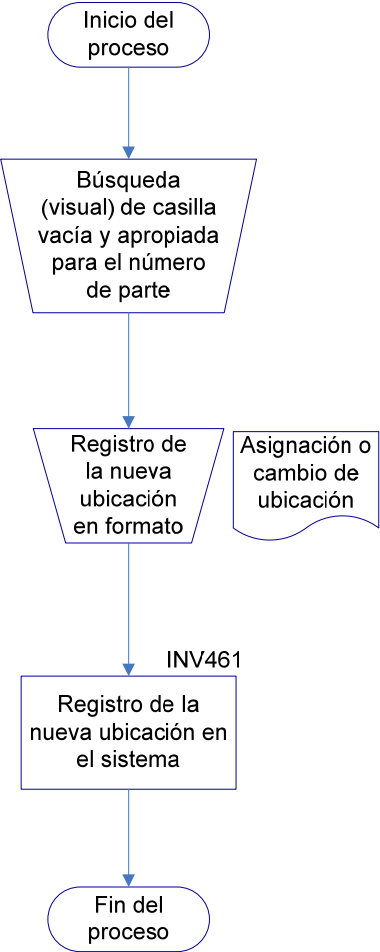 Inicio del
proceso
Búsqueda
(visual) de casilla
vacía y apropiada
para el número
de parte
Registro de
la nueva
ubicación
en formato
Asignación o
cambio de
ubicación
INV461
Registro de la
nueva ubicación en
el sistema
Fin del
proceso